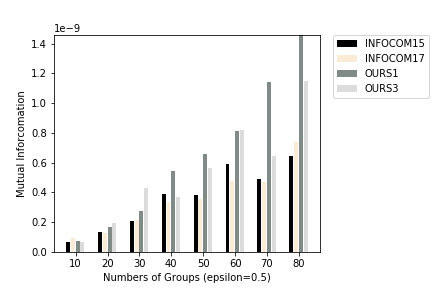 1e−9
INFOCOM15
INFOCOM17
OURS1
OURS3
1.4
1.2
1.0
0.8
0.6
0.4
0.2
0.0
Mutual Inforcomation
10 20 30 40 50 60 70 80
Numbers of Groups (epsilon=0.5)